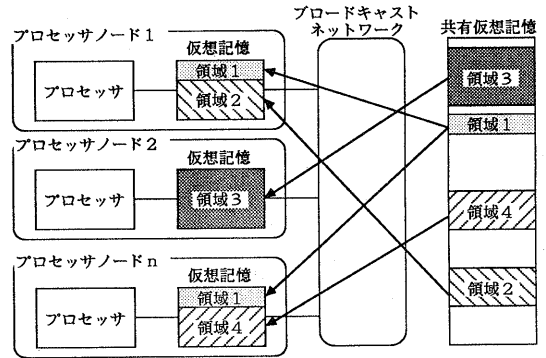 プロセッサノード1
仮想記憶
プロセッサ
領域1
領域2
プロセッサノード2
仮想記憶
プロセッサ
領域3
プロセッサノードn
仮想記憶
プロセッサ
領域1
領域4
ブロードキャスト
ネットワーク
共有仮想記憶
領域3
領域1
領域4
領域2